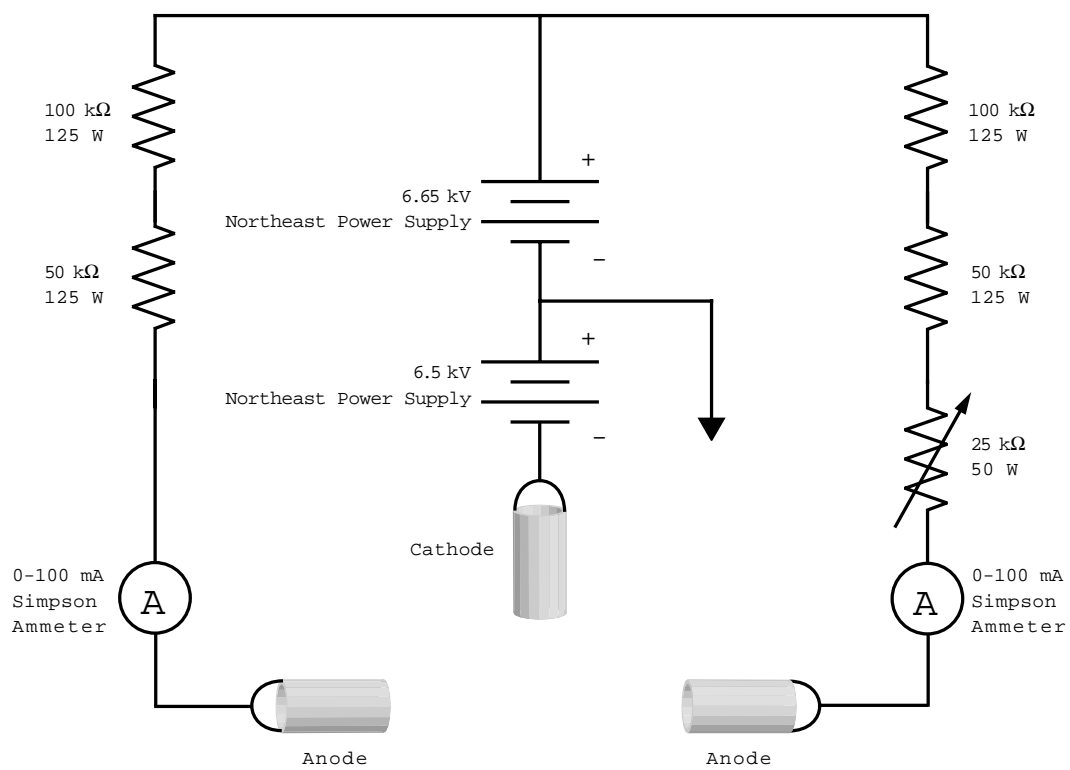 100 kΩ
125 W
100 kΩ
125 W
+
6.65 kV
Northeast Power Supply
–
50 kΩ
125 W
50 kΩ
125 W
+
6.5 kV
Northeast Power Supply
–
25 kΩ
50 W
Cathode
0-100 mA
Simpson
Ammeter
A
A
0-100 mA
Simpson
Ammeter
Anode
Anode